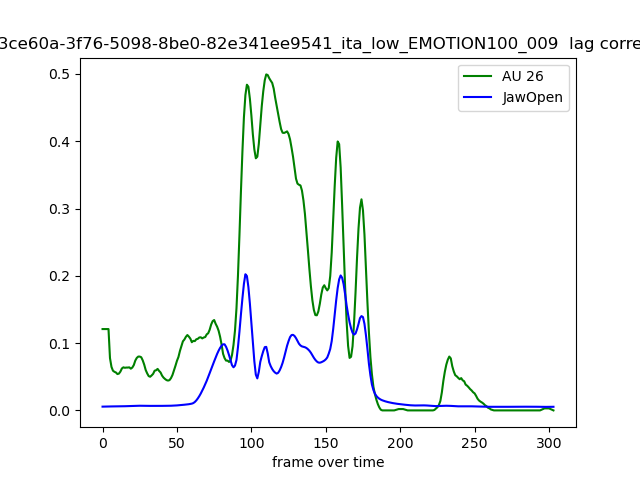 3ce60a-3f76-5098-8be0-82e341ee9541_ita_low_EMOTION100_009 lag corre
AU 26
JawOpen
0.5
0.4
0.3
0.2
0.1
0.0
0 50 100 150 200 250 300
frame over time